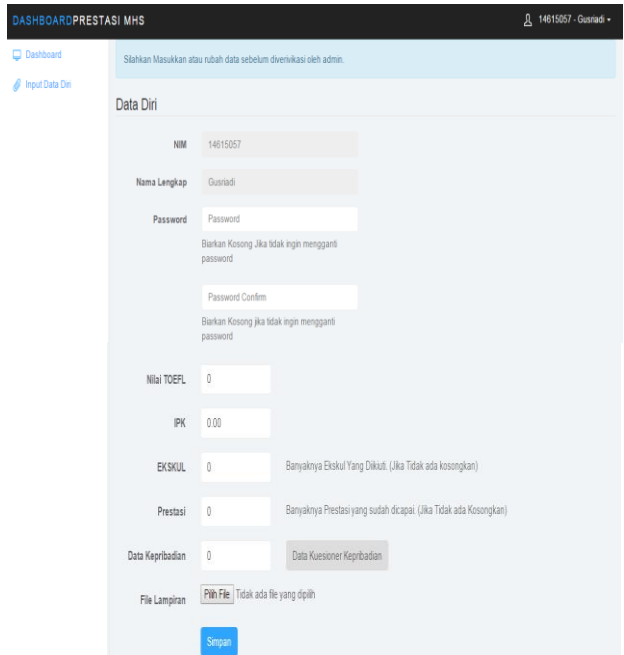 DASHBOARDPRESTASI MHS
14615057 - Gusriadi
Dashboard
Input Data Diri
Silahkan Masukkan atau rubah data sebelum diverivikasi oleh admin.
Data Diri
NIM 14615057
Nama Lengkap Gusriadi
Password Password
Biarkan Kosong Jika tidak ingin mengganti
password
Password Confirm
Biarkan Kosong jika tidak ingin mengganti
password
Nilai TOEFL 0
IPK 0.00
EKSKUL 0 Banyaknya Ekskul Yang Diikuti. (Jika Tidak ada kosongkan)
Prestasi 0 Banyaknya Prestasi yang sudah dicapai. (Jika Tidak ada Kosongkan)
Data Kepribadian 0 Data Kuesioner Kepribadian
File Lampiran Pilih File Tidak ada file yang dipilih
Simpan